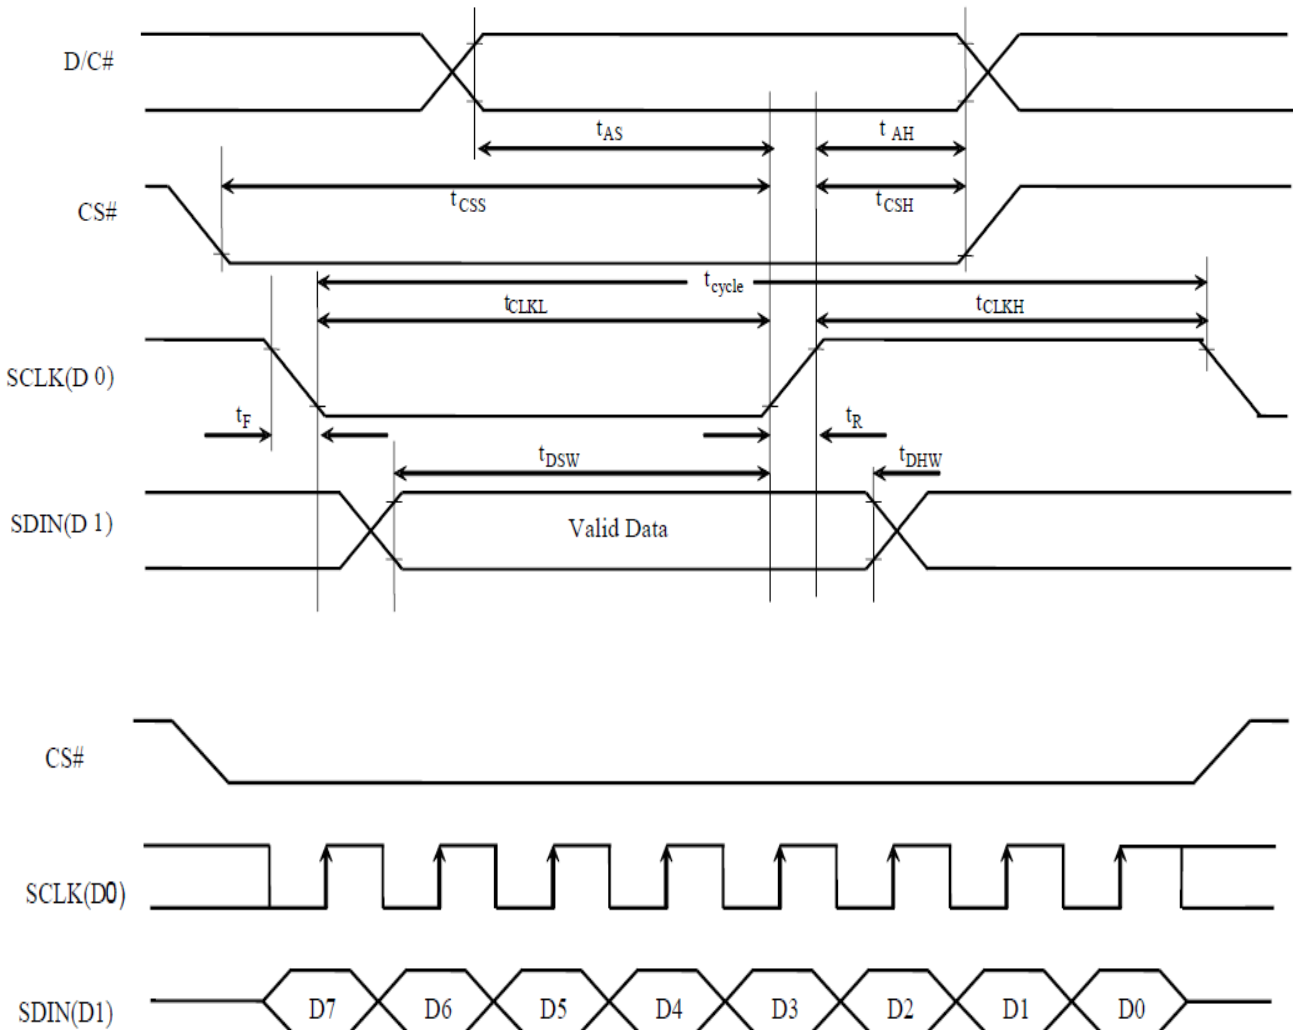 D/C#
tAS
t AH
CS#
tCSS
tCSH
tcycle
tCLKL
tCLKH
SCLK(D 0)
tF
tR
tDSW
tDHW
SDIN(D 1)
Valid Data
CS#
SCLK(D0)
SDIN(D1)
D7 D6 D5 D4 D3 D2 D1 D0